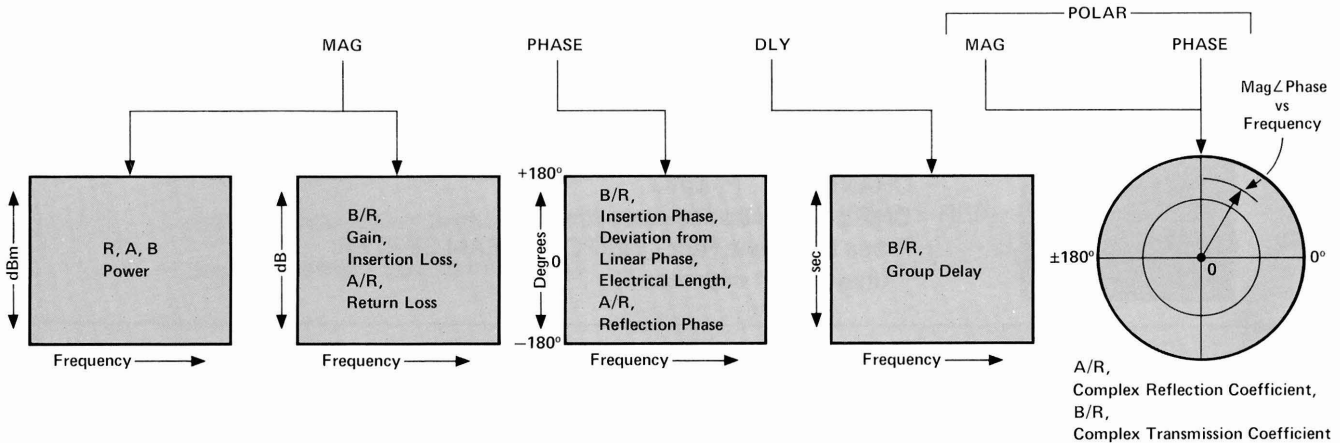 POLAR
MAG
PHASE
DLY
MAG
PHASE
Mag∠Phase
vs
Frequency
dBm
R, A, B
Power
Frequency
dB
B/R,
Gain,
Insertion Loss,
A/R,
Return Loss
Frequency
+180°
Degrees
0
−180°
B/R,
Insertion Phase,
Deviation from
Linear Phase,
Electrical Length,
A/R,
Reflection Phase
Frequency
sec
B/R,
Group Delay
Frequency
±180°
0
0°
A/R,
Complex Reflection Coefficient,
B/R,
Complex Transmission Coefficient